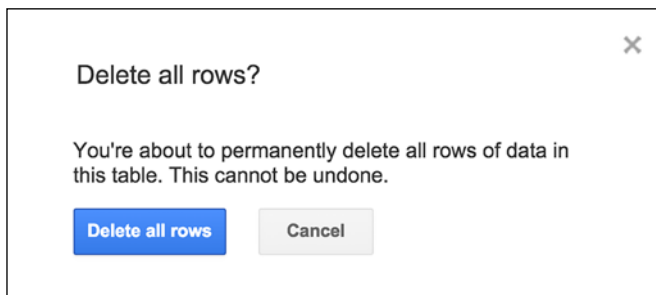 Delete all rows?
You're about to permanently delete all rows of data in
this table. This cannot be undone.
Delete all rows Cancel